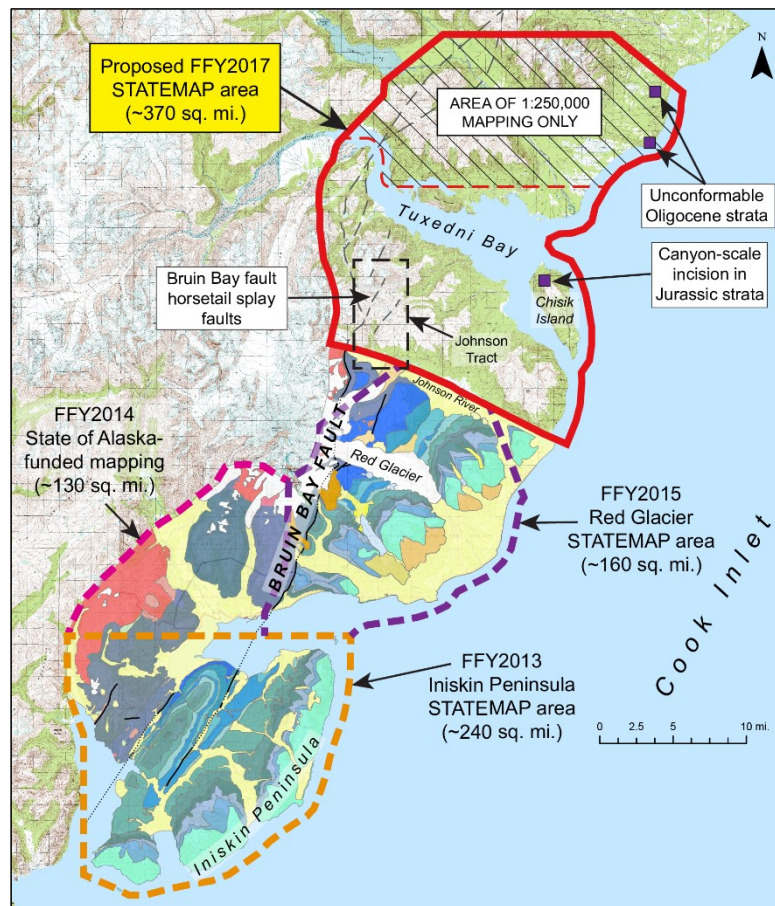 N
Proposed FFY2017
STATEMAP area
(~370 sq. mi.)
AREA OF 1:250,000
MAPPING ONLY
Unconformable
Oligocene strata
Tuxedni Bay
Canyon-scale
incision in
Jurassic strata
Chisik
Island
Bruin Bay fault
horsetail splay
faults
Johnson
Tract
Johnson River
FFY2014
State of Alaska-
funded mapping
(~130 sq. mi.)
Red Glacier
BRUIN BAY FAULT
FFY2015
Red Glacier
STATEMAP area
(~160 sq. mi.)
Cook Inlet
FFY2013
Iniskin Peninsula
STATEMAP area
(~240 sq. mi.)
0 2.5 5 10 mi.
Iniskin Peninsula